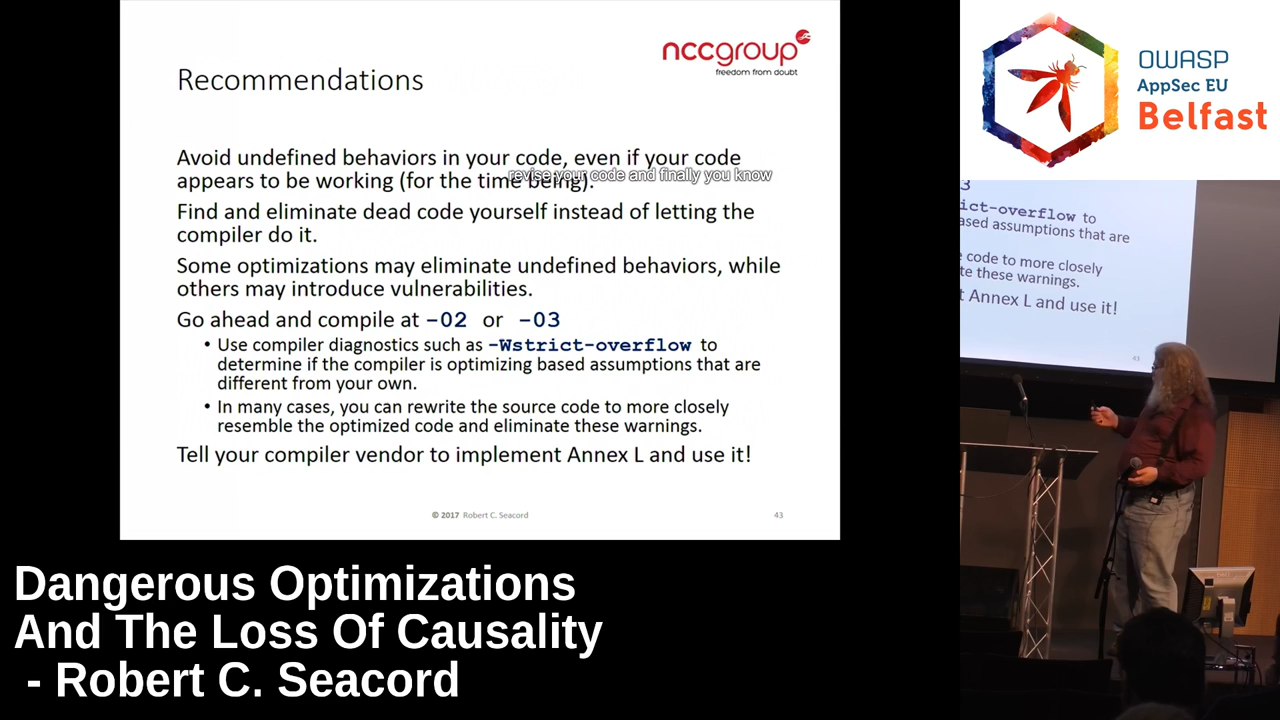 nccgroup
freedom from doubt
Recommendations
Avoid undefined behaviors in your code, even if your code
appears to be working (for the time being).
revise your code and finally you know
Find and eliminate dead code yourself instead of letting the
compiler do it.
Some optimizations may eliminate undefined behaviors, while
others may introduce vulnerabilities.
Go ahead and compile at -02 or -03
• Use compiler diagnostics such as -Wstrict-overflow to
determine if the compiler is optimizing based assumptions that are
different from your own.
• In many cases, you can rewrite the source code to more closely
resemble the optimized code and eliminate these warnings.
Tell your compiler vendor to implement Annex L and use it!
© 2017 Robert C. Seacord
43
OWASP
AppSec EU
Belfast
3
ict-overflow to
ased assumptions that are
code to more closely
te these warnings.
t Annex L and use it!
43
Dangerous Optimizations
And The Loss Of Causality
- Robert C. Seacord